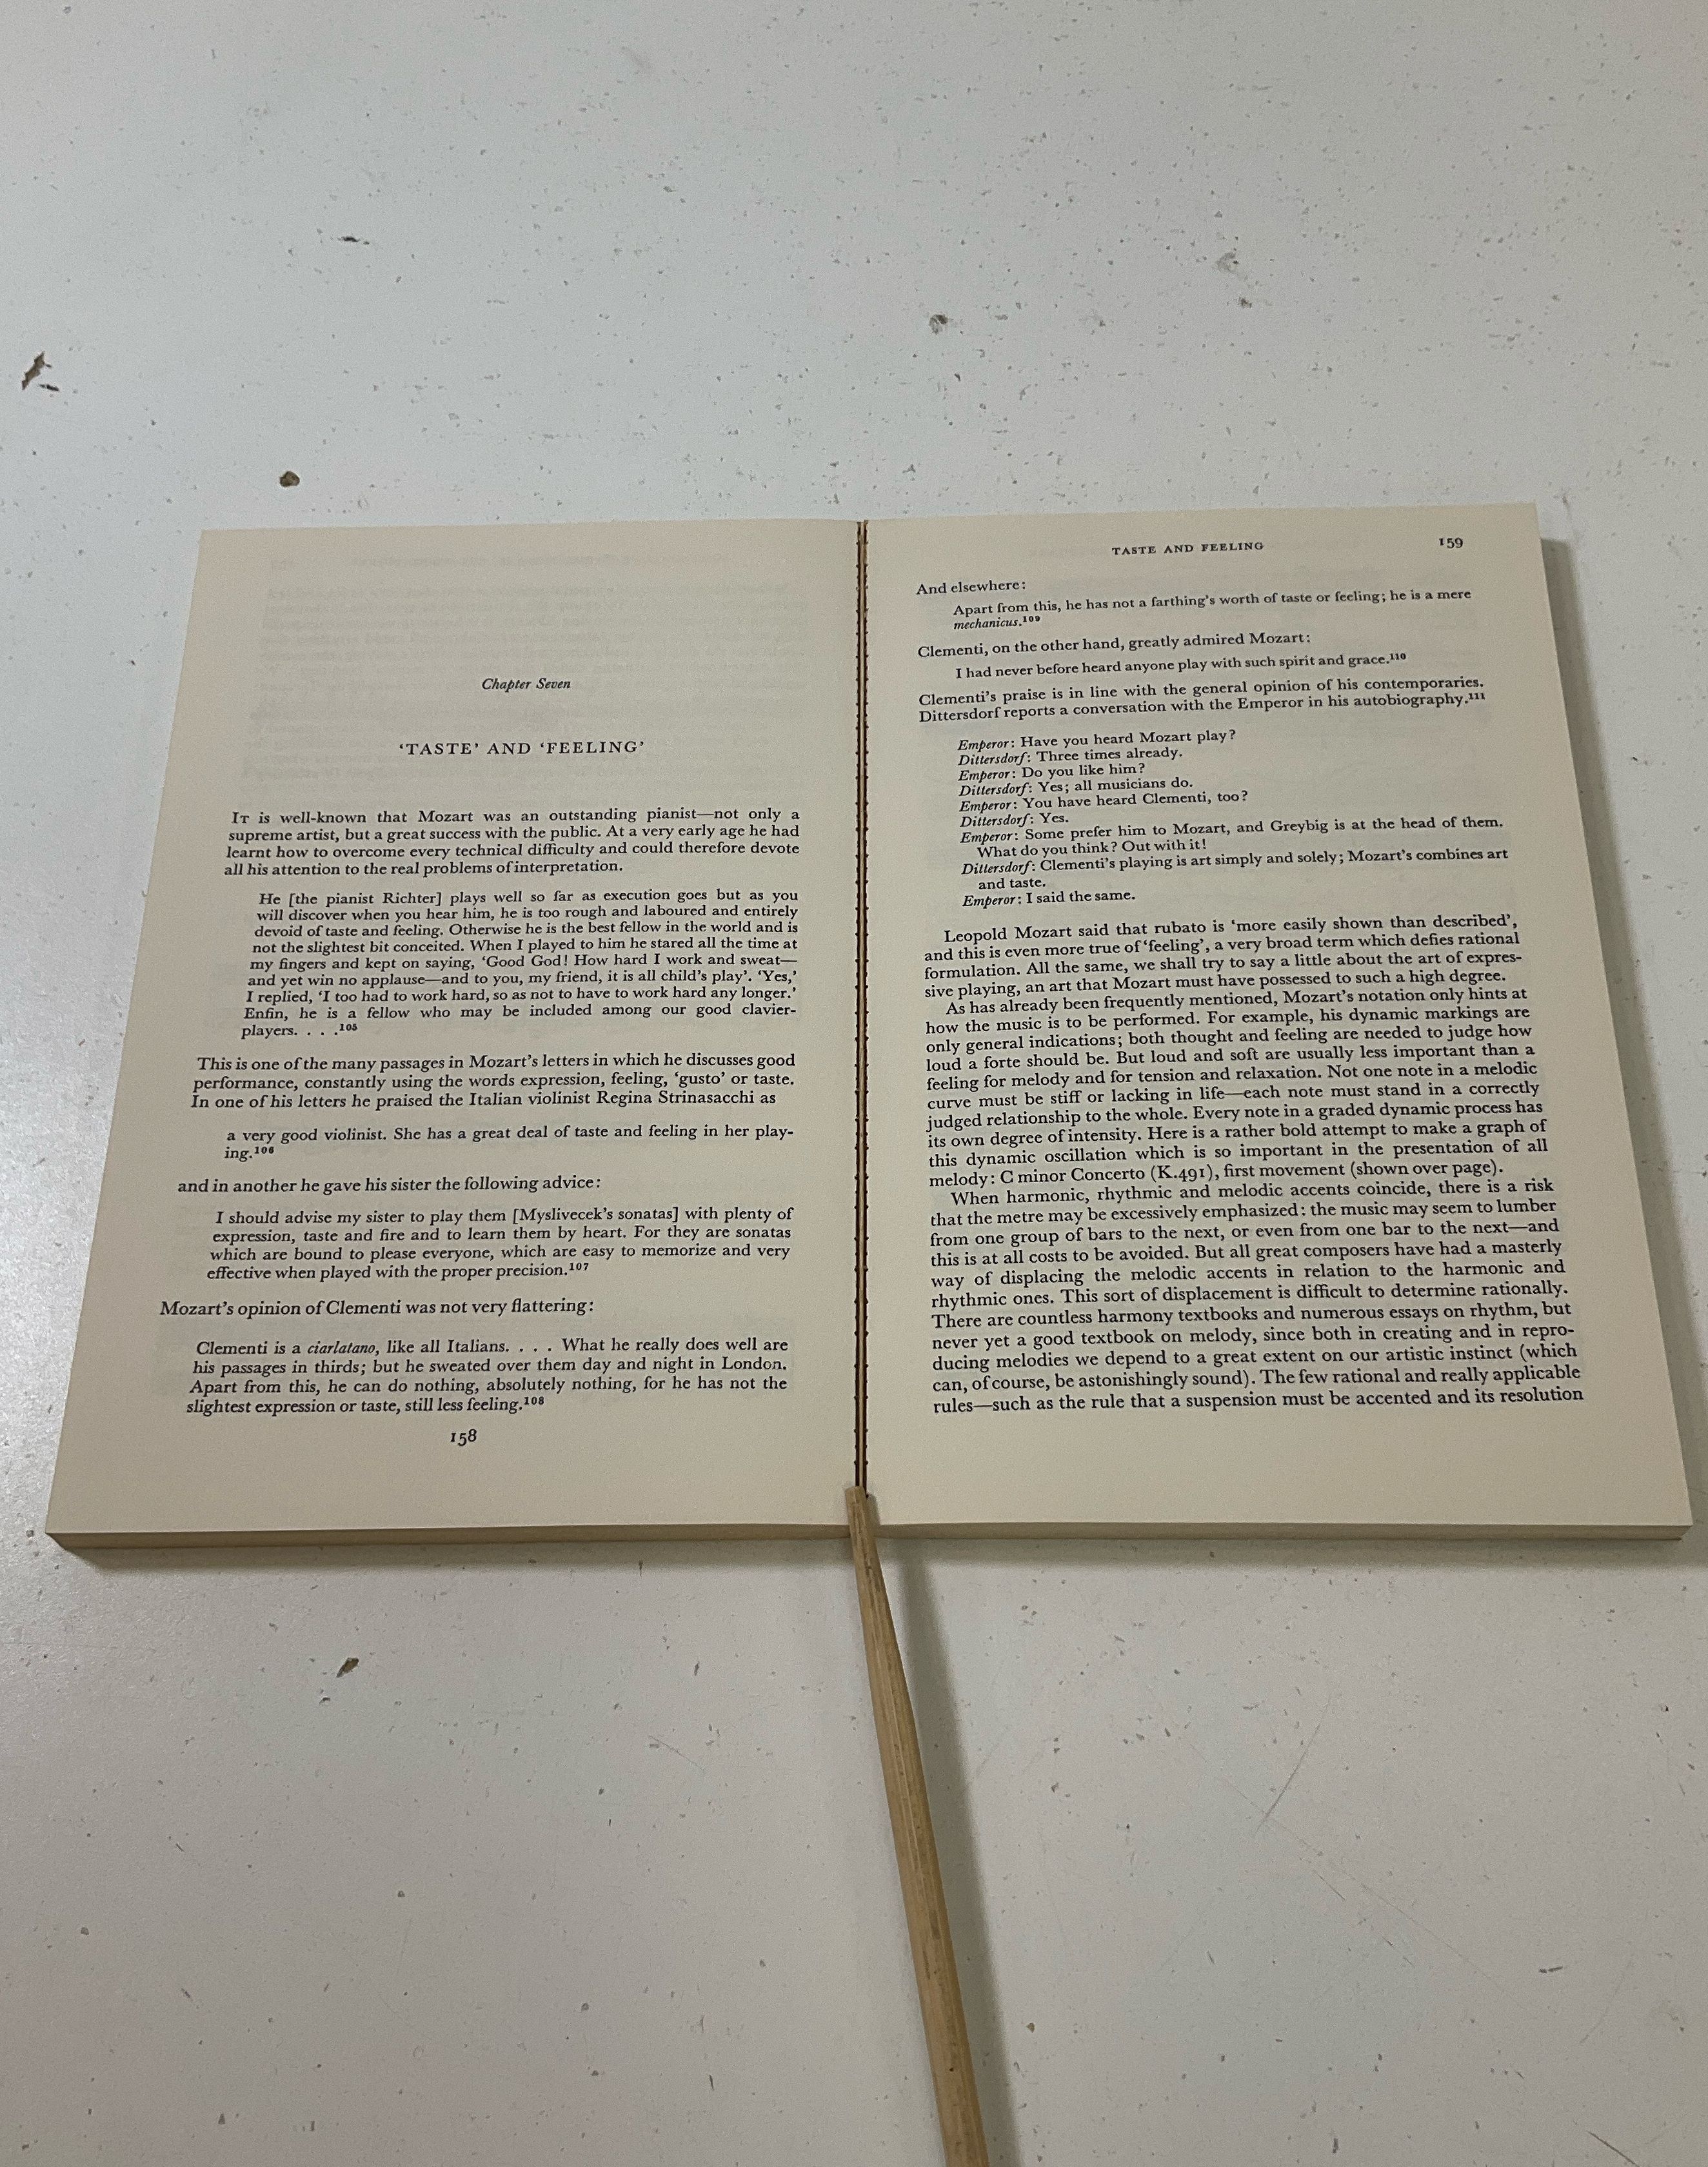 Chapter Seven
‘TASTE’ AND ‘FEELING’
IT is well-known that Mozart was an outstanding pianist—not only a
supreme artist, but a great success with the public. At a very early age he had
learnt how to overcome every technical difficulty and could therefore devote
all his attention to the real problems of interpretation.
He [the pianist Richter] plays well so far as execution goes but as you
will discover when you hear him, he is too rough and laboured and entirely
devoid of taste and feeling. Otherwise he is the best fellow in the world and is
not the slightest bit conceited. When I played to him he stared all the time at
my fingers and kept on saying, ‘Good God! How hard I work and sweat—
and yet win no applause—and to you, my friend, it is all child’s play’. ‘Yes,’
I replied, ‘I too had to work hard, so as not to have to work hard any longer.’
Enfin, he is a fellow who may be included among our good clavier-
players. . . .¹⁰⁵
This is one of the many passages in Mozart’s letters in which he discusses good
performance, constantly using the words expression, feeling, ‘gusto’ or taste.
In one of his letters he praised the Italian violinist Regina Strinasacchi as
a very good violinist. She has a great deal of taste and feeling in her play-
ing.¹⁰⁶
and in another he gave his sister the following advice:
I should advise my sister to play them [Myslivecek’s sonatas] with plenty of
expression, taste and fire and to learn them by heart. For they are sonatas
which are bound to please everyone, which are easy to memorize and very
effective when played with the proper precision.¹⁰⁷
Mozart’s opinion of Clementi was not very flattering:
Clementi is a ciarlatano, like all Italians. . . . What he really does well are
his passages in thirds; but he sweated over them day and night in London.
Apart from this, he can do nothing, absolutely nothing, for he has not the
slightest expression or taste, still less feeling.¹⁰⁸
158
TASTE AND FEELING 159
And elsewhere:
Apart from this, he has not a farthing’s worth of taste or feeling; he is a mere
mechanicus.¹⁰⁹
Clementi, on the other hand, greatly admired Mozart:
I had never before heard anyone play with such spirit and grace.¹¹⁰
Clementi’s praise is in line with the general opinion of his contemporaries.
Dittersdorf reports a conversation with the Emperor in his autobiography.¹¹¹
Emperor: Have you heard Mozart play?
Dittersdorf: Three times already.
Emperor: Do you like him?
Dittersdorf: Yes; all musicians do.
Emperor: You have heard Clementi, too?
Dittersdorf: Yes.
Emperor: Some prefer him to Mozart, and Greybig is at the head of them.
What do you think? Out with it!
Dittersdorf: Clementi’s playing is art simply and solely; Mozart’s combines art
and taste.
Emperor: I said the same.
Leopold Mozart said that rubato is ‘more easily shown than described’,
and this is even more true of ‘feeling’, a very broad term which defies rational
formulation. All the same, we shall try to say a little about the art of expres-
sive playing, an art that Mozart must have possessed to such a high degree.
As has already been frequently mentioned, Mozart’s notation only hints at
how the music is to be performed. For example, his dynamic markings are
only general indications; both thought and feeling are needed to judge how
loud a forte should be. But loud and soft are usually less important than a
feeling for melody and for tension and relaxation. Not one note in a melodic
curve must be stiff or lacking in life—each note must stand in a correctly
judged relationship to the whole. Every note in a graded dynamic process has
its own degree of intensity. Here is a rather bold attempt to make a graph of
this dynamic oscillation which is so important in the presentation of all
melody: C minor Concerto (K.491), first movement (shown over page).
When harmonic, rhythmic and melodic accents coincide, there is a risk
that the metre may be excessively emphasized: the music may seem to lumber
from one group of bars to the next, or even from one bar to the next—and
this is at all costs to be avoided. But all great composers have had a masterly
way of displacing the melodic accents in relation to the harmonic and
rhythmic ones. This sort of displacement is difficult to determine rationally.
There are countless harmony textbooks and numerous essays on rhythm, but
never yet a good textbook on melody, since both in creating and in repro-
ducing melodies we depend to a great extent on our artistic instinct (which
can, of course, be astonishingly sound). The few rational and really applicable
rules—such as the rule that a suspension must be accented and its resolution